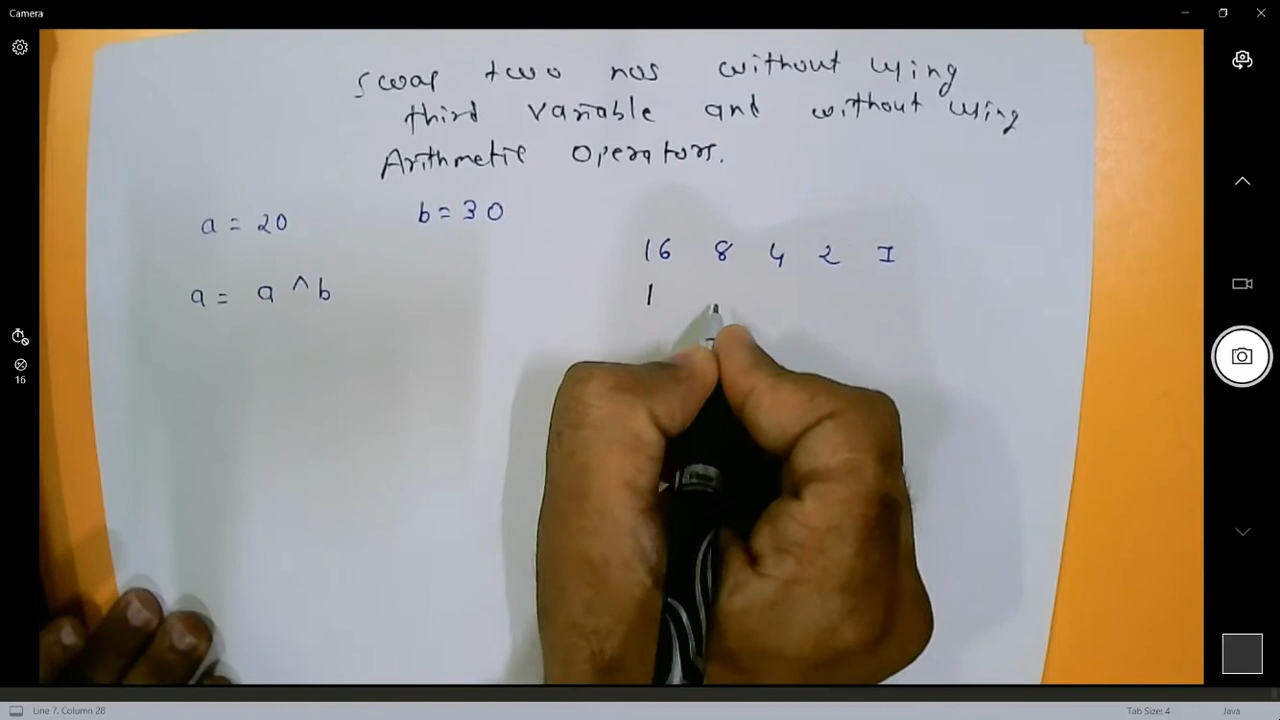 Camera
swap two nos without using
third variable and without using
Arithmetic Operators.
a = 20 b = 30
16 8 4 2 1
a = a ^ b
1
16
Line 7, Column 28 Tab Size: 4 Java